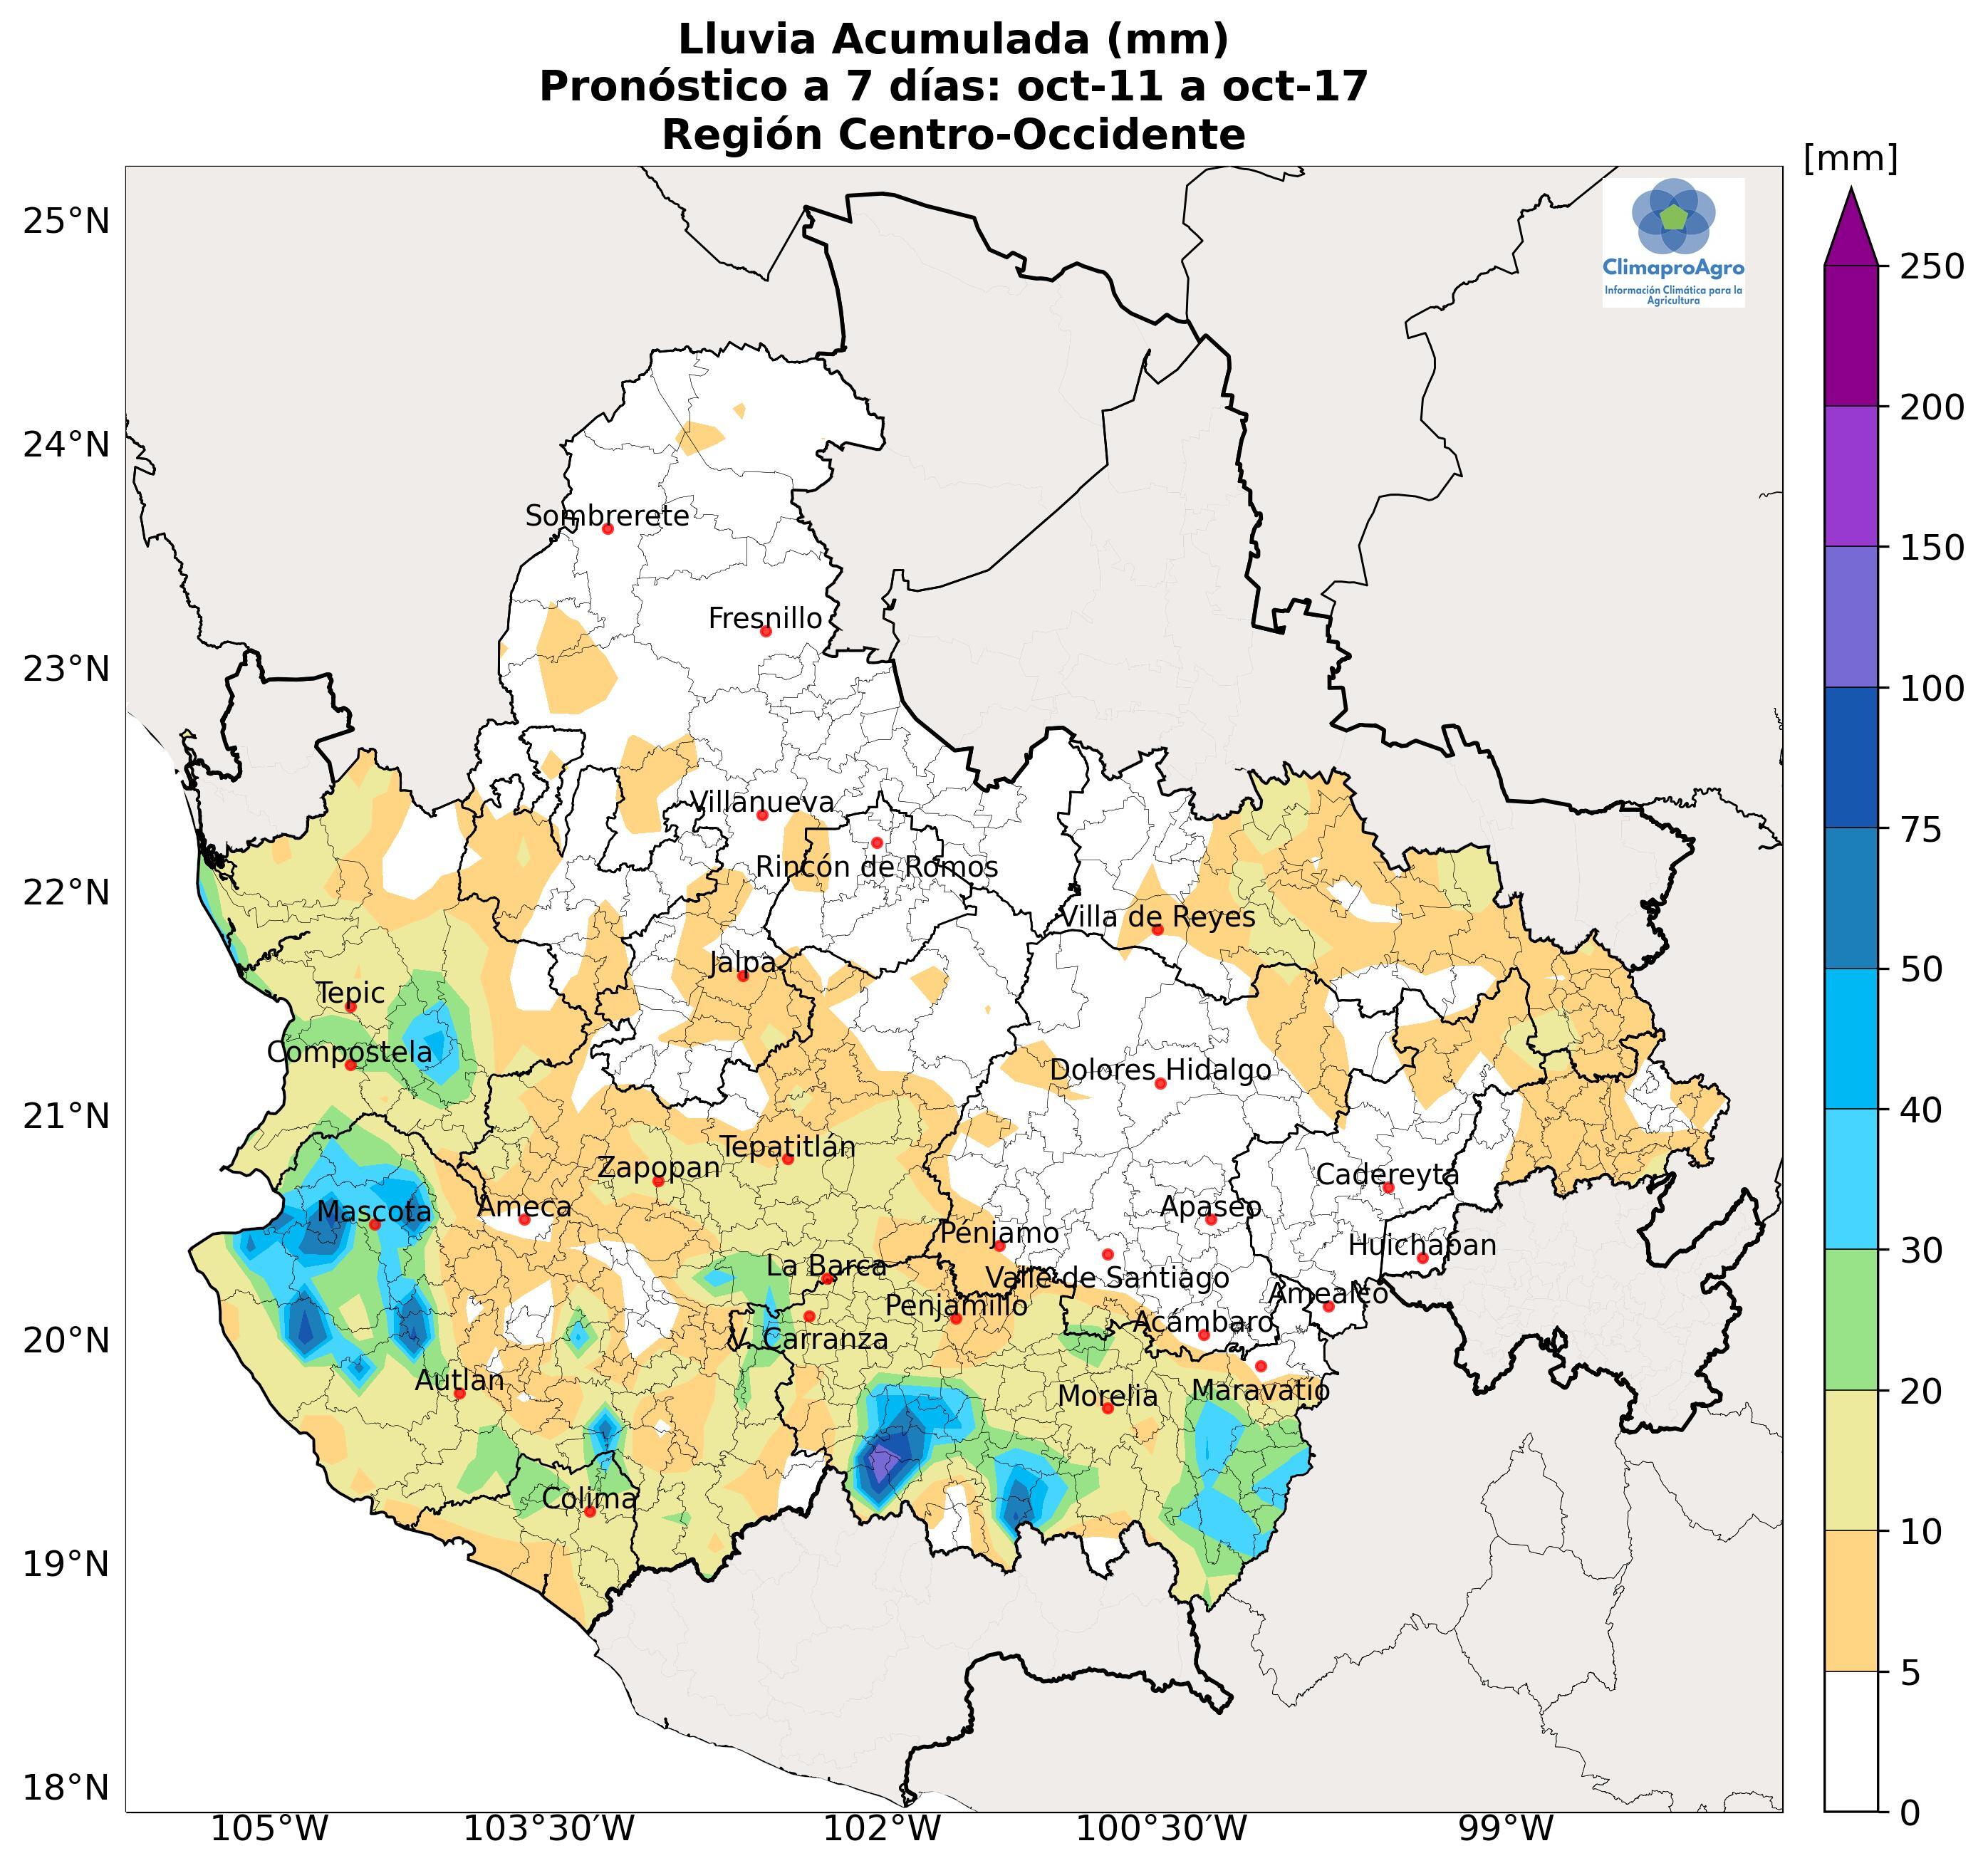 Lluvia Acumulada (mm)
Pronóstico a 7 días: oct-11 a oct-17
Región Centro-Occidente
[mm]
25°N
24°N
23°N
22°N
21°N
20°N
19°N
18°N
ClimaproAgro
Información Climática para la
Agricultura
Sombrerete
Fresnillo
Villanueva
Rincón de Romos
Villa de Reyes
Jalpa
Tepic
Compostela
Dolores Hidalgo
Tepatitlán
Zapopan
Cadereyta
Mascota
Ameca
Apaseo
Pénjamo
Huichapan
La Barca
Valle de Santiago
Amealco
Penjamillo
Acámbaro
V. Carranza
Autlan
Morelia
Maravatío
Colima
250
200
150
100
75
50
40
30
20
10
5
0
105°W
103°30'W
102°W
100°30'W
99°W